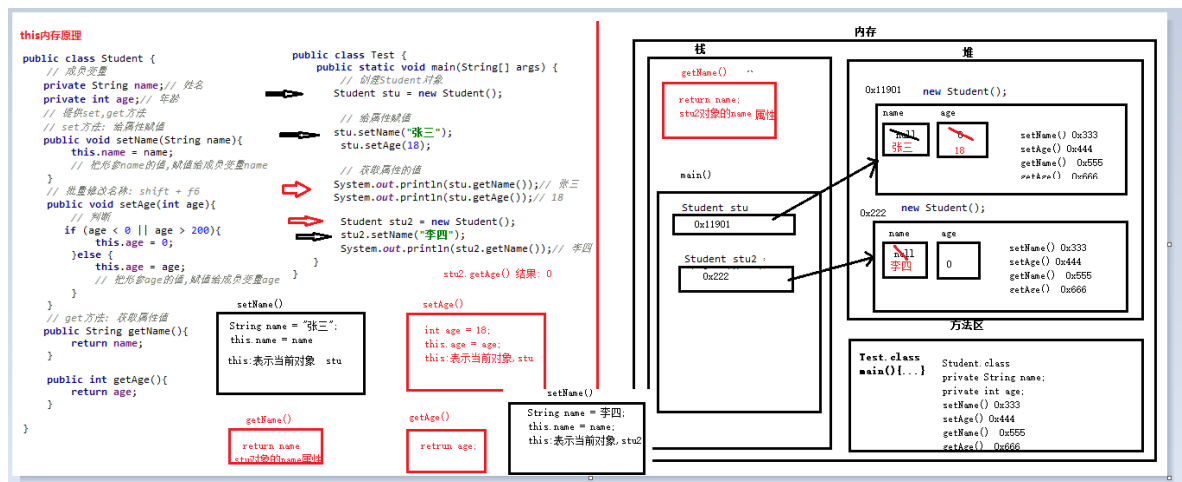 this内存原理
public class Student {
// 成员变量
private String name;// 姓名
private int age;// 年龄
// 提供set,get方法
// set方法: 给属性赋值
public void setName(String name){
this.name = name;
// 把形参name的值,赋值给成员变量name
}
// 批量修改名称: shift + f6
public void setAge(int age){
// 判断
if (age < 0 || age > 200){
this.age = 0;
}else {
this.age = age;
// 把形参age的值,赋值给成员变量age
}
}
// get方法: 获取属性值
public String getName(){
return name;
}
public int getAge(){
return age;
}
}
public class Test {
public static void main(String[] args) {
// 创建Student对象
Student stu = new Student();
// 给属性赋值
stu.setName("张三");
stu.setAge(18);
// 获取属性的值
System.out.println(stu.getName());// 张三
System.out.println(stu.getAge());// 18
Student stu2 = new Student();
stu2.setName("李四");
System.out.println(stu2.getName());// 李四
}
}
stu2.getAge() 结果: 0
setName()
String name = "张三";
this.name = name
this:表示当前对象 stu
setAge()
int age = 18;
this.age = age;
this:表示当前对象,stu
getName()
return name
stu对象的name属性
getAge()
retrun age;
setName()
String name = 李四;
this.name = name;
this:表示当前对象,stu2
内存
栈
getName()
return name;
stu2对象的name 属性
main()
Student stu
0x11901
Student stu2
0x222
堆
0x11901 new Student();
name age
null 0
张三 18
setName() 0x333
setAge() 0x444
getName() 0x555
getAge() 0x666
0x222 new Student();
name age
null
李四 0
setName() 0x333
setAge() 0x444
getName() 0x555
getAge() 0x666
方法区
Test.class
main(){...}
Student.class
private String name;
private int age;
setName() 0x333
setAge() 0x444
getName() 0x555
getAge() 0x666